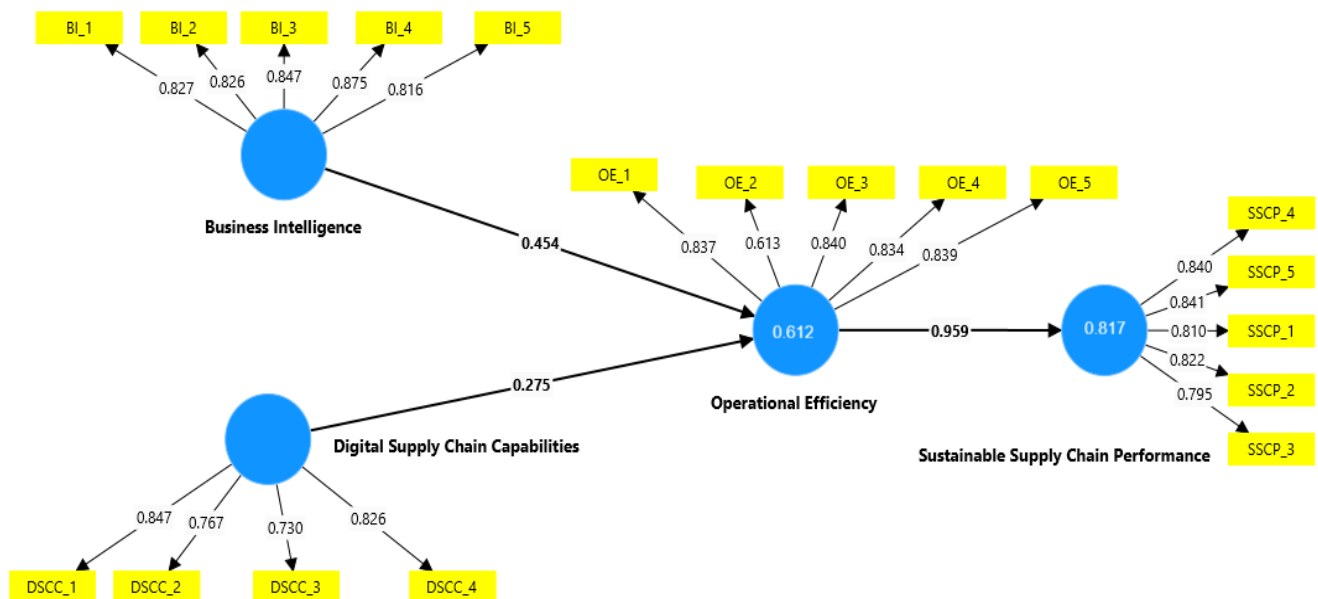 BI_1 BI_2 BI_3 BI_4 BI_5
0.827 0.826 0.847 0.875 0.816
Business Intelligence
0.454
OE_1 OE_2 OE_3 OE_4 OE_5
0.837 0.613 0.840 0.834 0.839
0.612
Operational Efficiency
0.959
0.817
Sustainable Supply Chain Performance
0.840 SSCP_4
0.841 SSCP_5
0.810 SSCP_1
0.822 SSCP_2
0.795 SSCP_3
0.275
Digital Supply Chain Capabilities
0.847 0.767 0.730 0.826
DSCC_1 DSCC_2 DSCC_3 DSCC_4